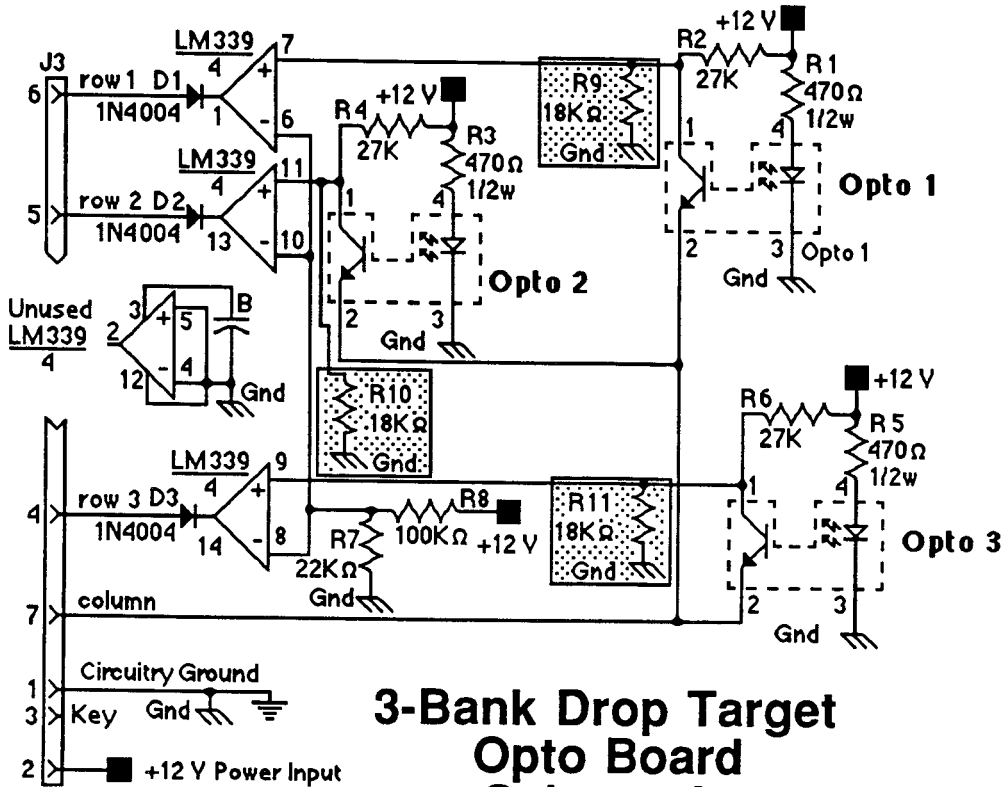 J3
6
row 1 D1
1N4004
LM339
4
7
+
1
-
6
R9
18KΩ
Gnd
R2
27K
+12 V
R1
470Ω
1/2w
1
4
2
3
Opto 1
Opto 1
Gnd
5
row 2 D2
1N4004
LM339
4
11
+
13
-
10
R4
27K
+12 V
R3
470Ω
1/2w
1
4
2
3
Opto 2
Gnd
Unused
LM339
4
3
2
12
+
5
-
4
B
Gnd
R10
18KΩ
Gnd
4
row 3 D3
1N4004
LM339
4
9
+
14
-
8
R7
22KΩ
Gnd
R8
100KΩ
+12 V
R11
18KΩ
Gnd
R6
27K
+12 V
R5
470Ω
1/2w
1
4
2
3
Opto 3
Gnd
7
column
1
Circuitry Ground
Gnd
3
Key
2
+12 V Power Input
3-Bank Drop Target
Opto Board